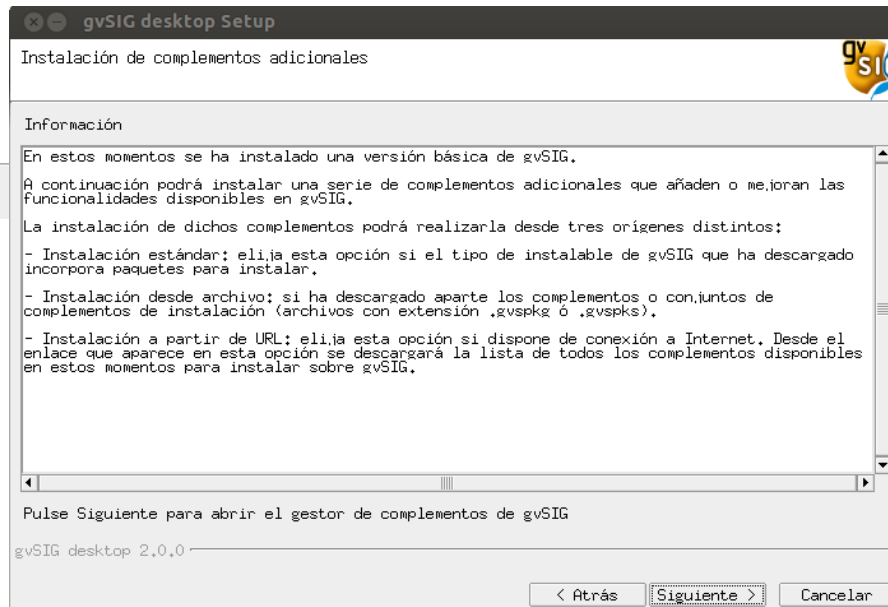 gvSIG desktop Setup
Instalación de complementos adicionales
gv
SIG
Información
En estos momentos se ha instalado una versión básica de gvSIG.
A continuación podrá instalar una serie de complementos adicionales que añaden o mejoran las
funcionalidades disponibles en gvSIG.
La instalación de dichos complementos podrá realizarla desde tres orígenes distintos:
- Instalación estándar: elija esta opción si el tipo de instalable de gvSIG que ha descargado
incorpora paquetes para instalar.
- Instalación desde archivo: si ha descargado aparte los complementos o conjuntos de
complementos de instalación (archivos con extensión .gvspkg ó .gvspks).
- Instalación a partir de URL: elija esta opción si dispone de conexión a Internet. Desde el
enlace que aparece en esta opción se descargará la lista de todos los complementos disponibles
en estos momentos para instalar sobre gvSIG.
Pulse Siguiente para abrir el gestor de complementos de gvSIG
gvSIG desktop 2.0.0
< Atrás
Siguiente >
Cancelar